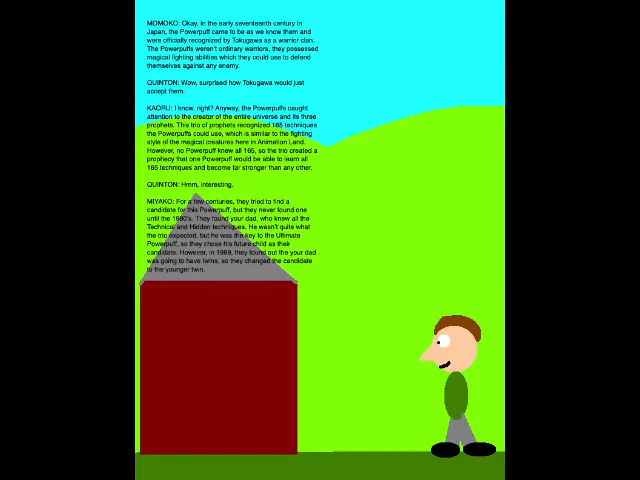 MOMOKO: Okay, in the early seventeenth century in
Japan, the Powerpuff came to be as we know them and
were officially recognized by Tokugawa as a warrior clan.
The Powerpuffs weren't ordinary warriors, they possessed
magical fighting abilities which they could use to defend
themselves against any enemy.
QUINTON: Wow, surprised how Tokugawa would just
accept them.
KAORU: I know, right? Anyway, the Powerpuffs caught
attention to the creator of the entire universe and its three
prophets. This trio of prophets recognized 165 techniques
the Powerpuffs could use, which is similar to the fighting
style of the magical creatures here in Animation Land.
However, no Powerpuff knew all 165, so the trio created a
prophecy that one Powerpuff would be able to learn all
165 techniques and become far stronger than any other.
QUINTON: Hmm, interesting.
MIYAKO: For a few centuries, they tried to find a
candidate for this Powerpuff, but they never found one
until the 1980's. They found your dad, who knew all the
Technical and Hidden techniques. He wasn't quite what
the trio expected, but he was the key to the Ultimate
Powerpuff, so they chose his future child as their
candidate. However, in 1999, they found out the your dad
was going to have twins, so they changed the candidate
to the younger twin.